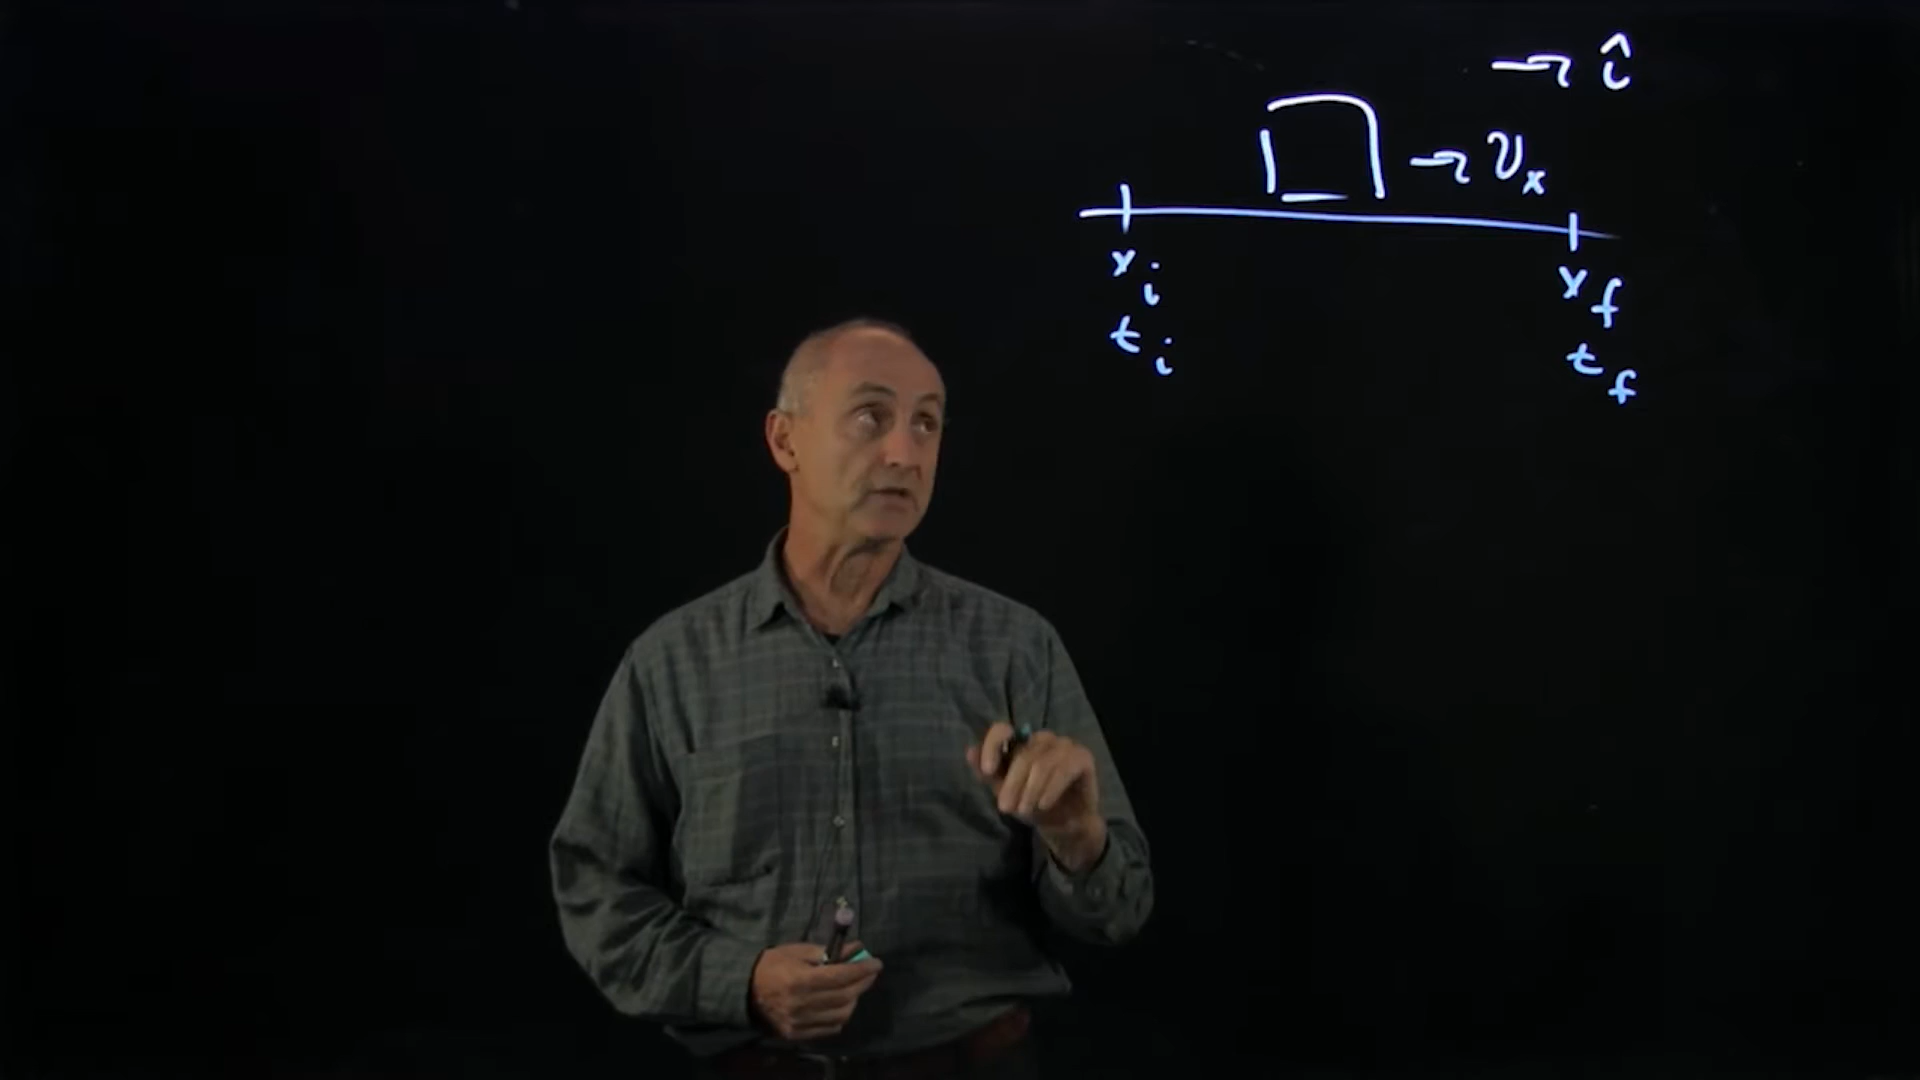 → î
→ vₓ
xᵢ x_f
tᵢ t_f